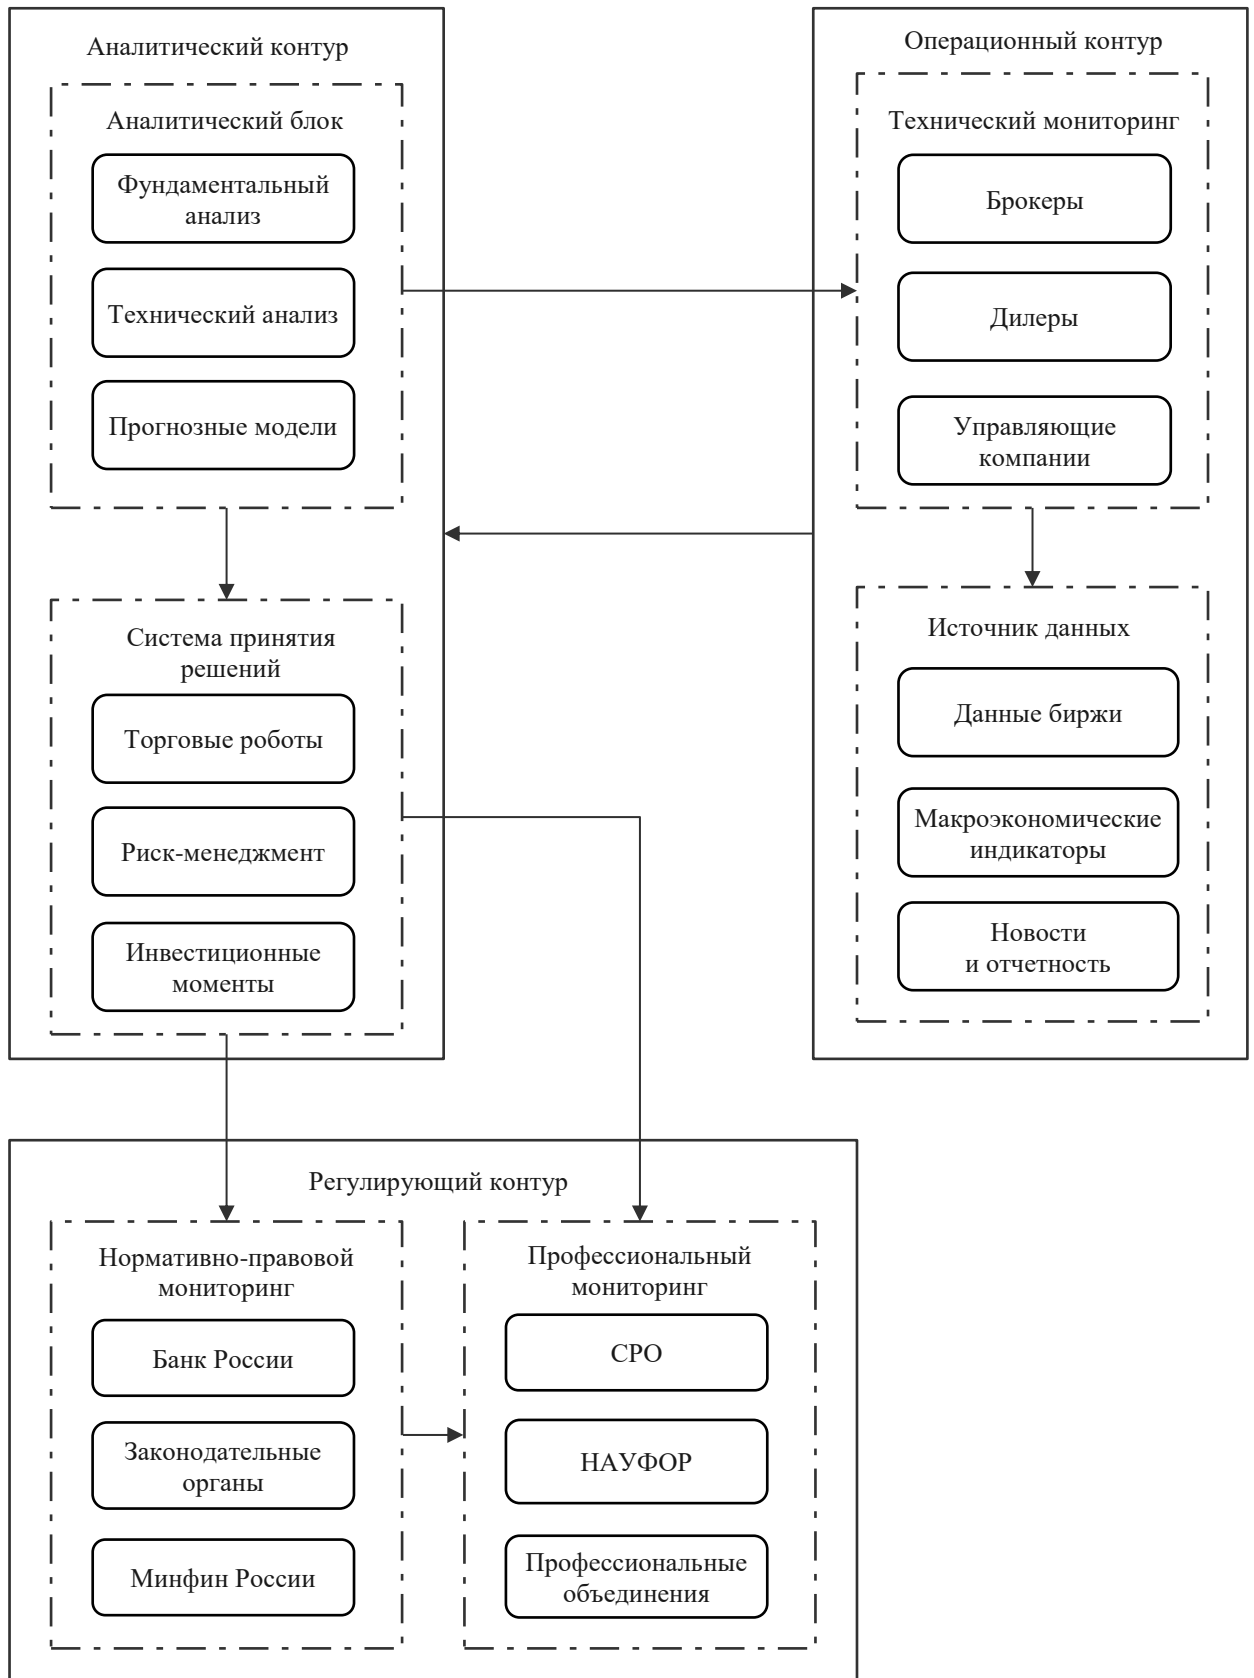 Аналитический контур
Аналитический блок
Фундаментальный
анализ
Технический анализ
Прогнозные модели
Система принятия
решений
Торговые роботы
Риск-менеджмент
Инвестиционные
моменты
Операционный контур
Технический мониторинг
Брокеры
Дилеры
Управляющие
компании
Источник данных
Данные биржи
Макроэкономические
индикаторы
Новости
и отчетность
Регулирующий контур
Нормативно-правовой
мониторинг
Банк России
Законодательные
органы
Минфин России
Профессиональный
мониторинг
СРО
НАУФОР
Профессиональные
объединения